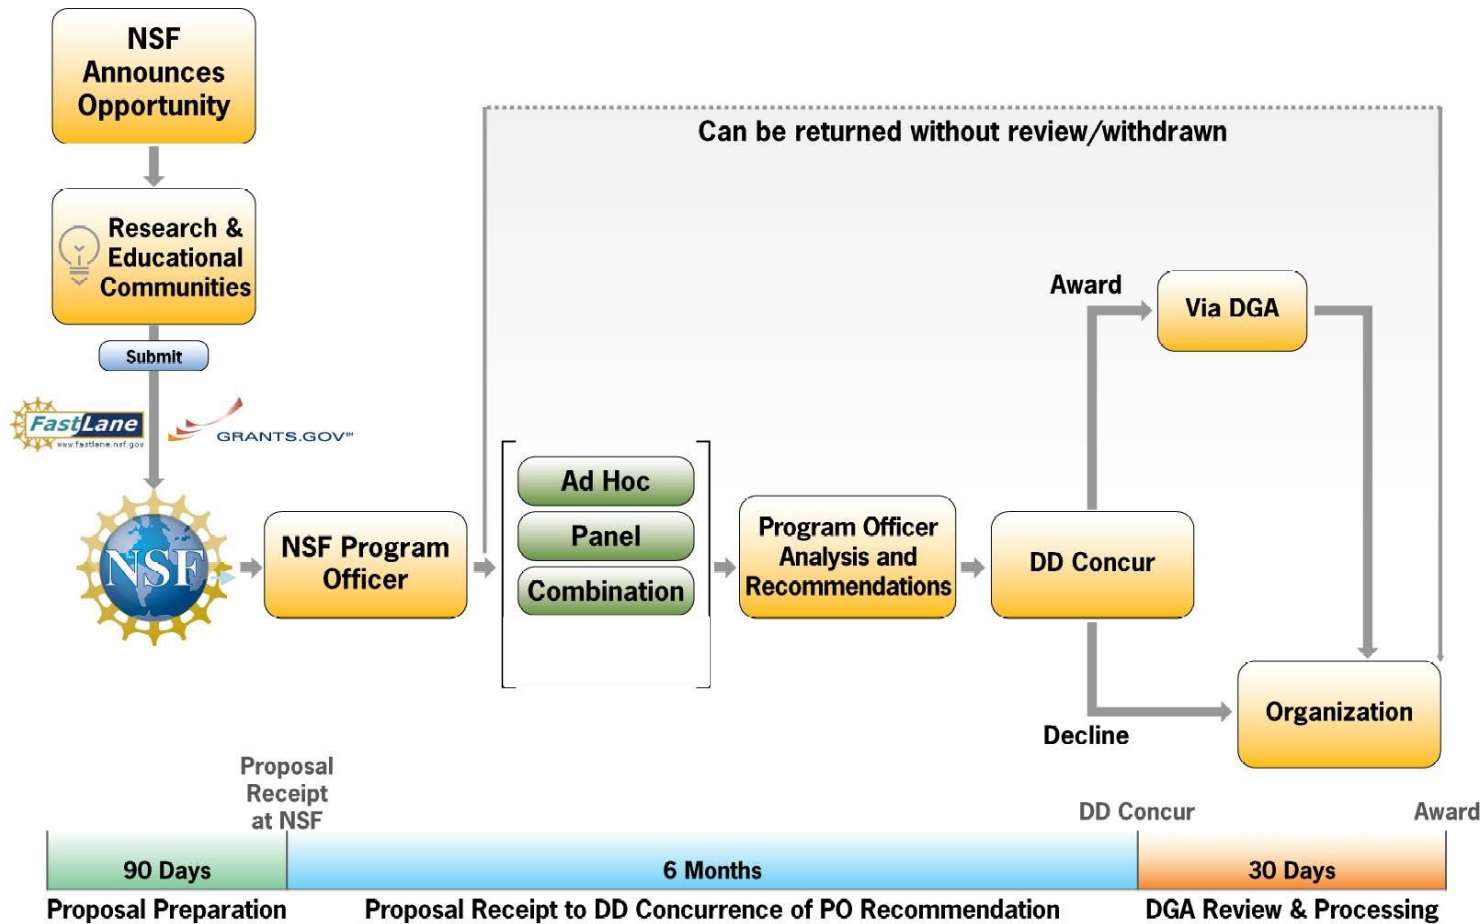 NSF
Announces
Opportunity
Research &
Educational
Communities
Submit
FastLane
www.fastlane.nsf.gov
GRANTS.GOV℠
NSF
NSF Program
Officer
Can be returned without review/withdrawn
Ad Hoc
Panel
Combination
Program Officer
Analysis and
Recommendations
DD Concur
Award
Via DGA
Decline
Organization
Proposal
Receipt
at NSF
DD Concur
Award
90 Days
6 Months
30 Days
Proposal Preparation
Proposal Receipt to DD Concurrence of PO Recommendation
DGA Review & Processing